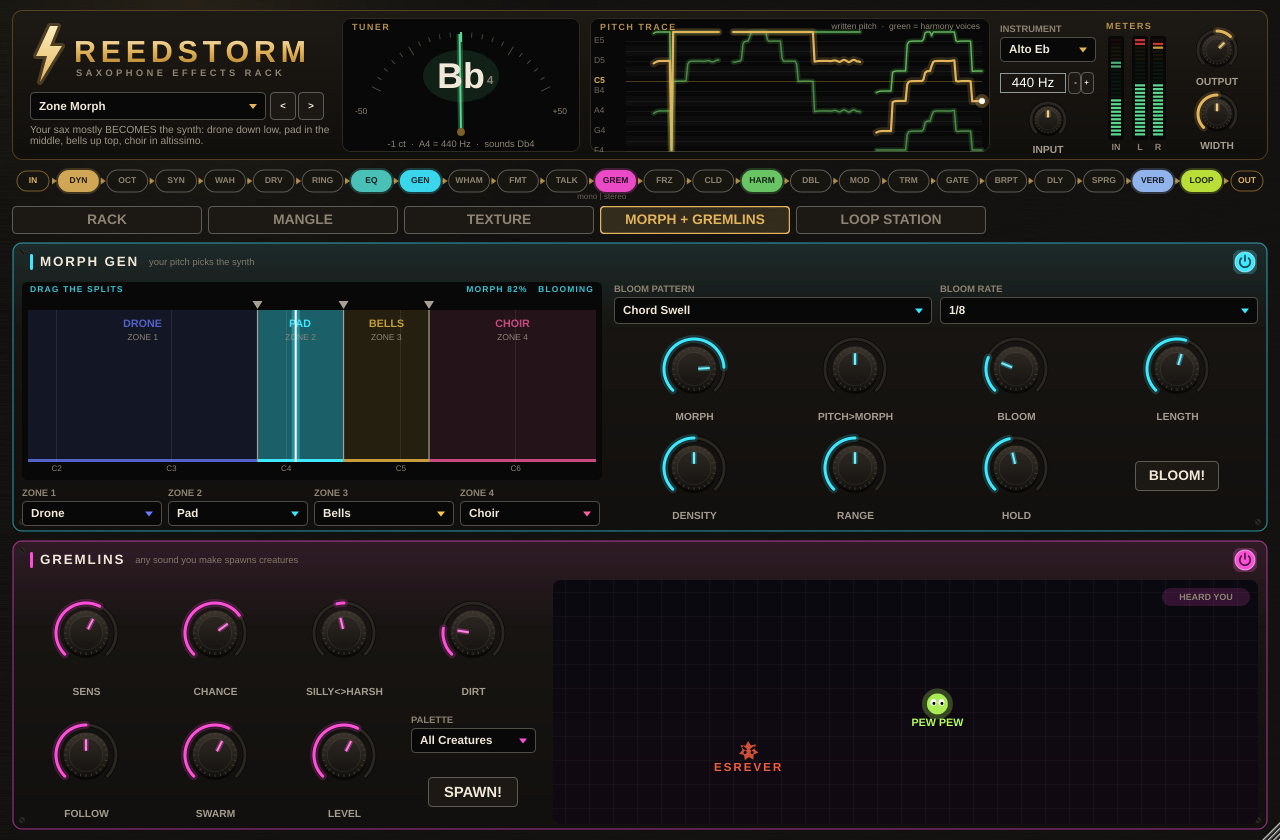 REEDSTORM
SAXOPHONE EFFECTS RACK
Zone Morph
<
>
Your sax mostly BECOMES the synth: drone down low, pad in the
middle, bells up top, choir in altissimo.
TUNER
Bb4
-50
+50
-1 ct · A4 = 440 Hz · sounds Db4
PITCH TRACE
written pitch · green = harmony voices
E5
D5
C5
B4
A4
G4
F4
INSTRUMENT
Alto Eb
440 Hz
-
+
INPUT
METERS
IN
L
R
OUTPUT
WIDTH
IN
DYN
OCT
SYN
WAH
DRV
RING
EQ
GEN
WHAM
FMT
TALK
GREM
FRZ
CLD
HARM
DBL
MOD
TRM
GATE
BRPT
DLY
SPRG
VERB
LOOP
OUT
mono | stereo
RACK
MANGLE
TEXTURE
MORPH + GREMLINS
LOOP STATION
MORPH GEN
your pitch picks the synth
DRAG THE SPLITS
MORPH 82%
BLOOMING
DRONE
ZONE 1
PAD
ZONE 2
BELLS
ZONE 3
CHOIR
ZONE 4
C2
C3
C4
C5
C6
ZONE 1
ZONE 2
ZONE 3
ZONE 4
Drone
Pad
Bells
Choir
BLOOM PATTERN
BLOOM RATE
Chord Swell
1/8
MORPH
PITCH>MORPH
BLOOM
LENGTH
DENSITY
RANGE
HOLD
BLOOM!
GREMLINS
any sound you make spawns creatures
SENS
CHANCE
SILLY<>HARSH
DIRT
FOLLOW
SWARM
LEVEL
PALETTE
All Creatures
SPAWN!
HEARD YOU
PEW PEW
ESREVER